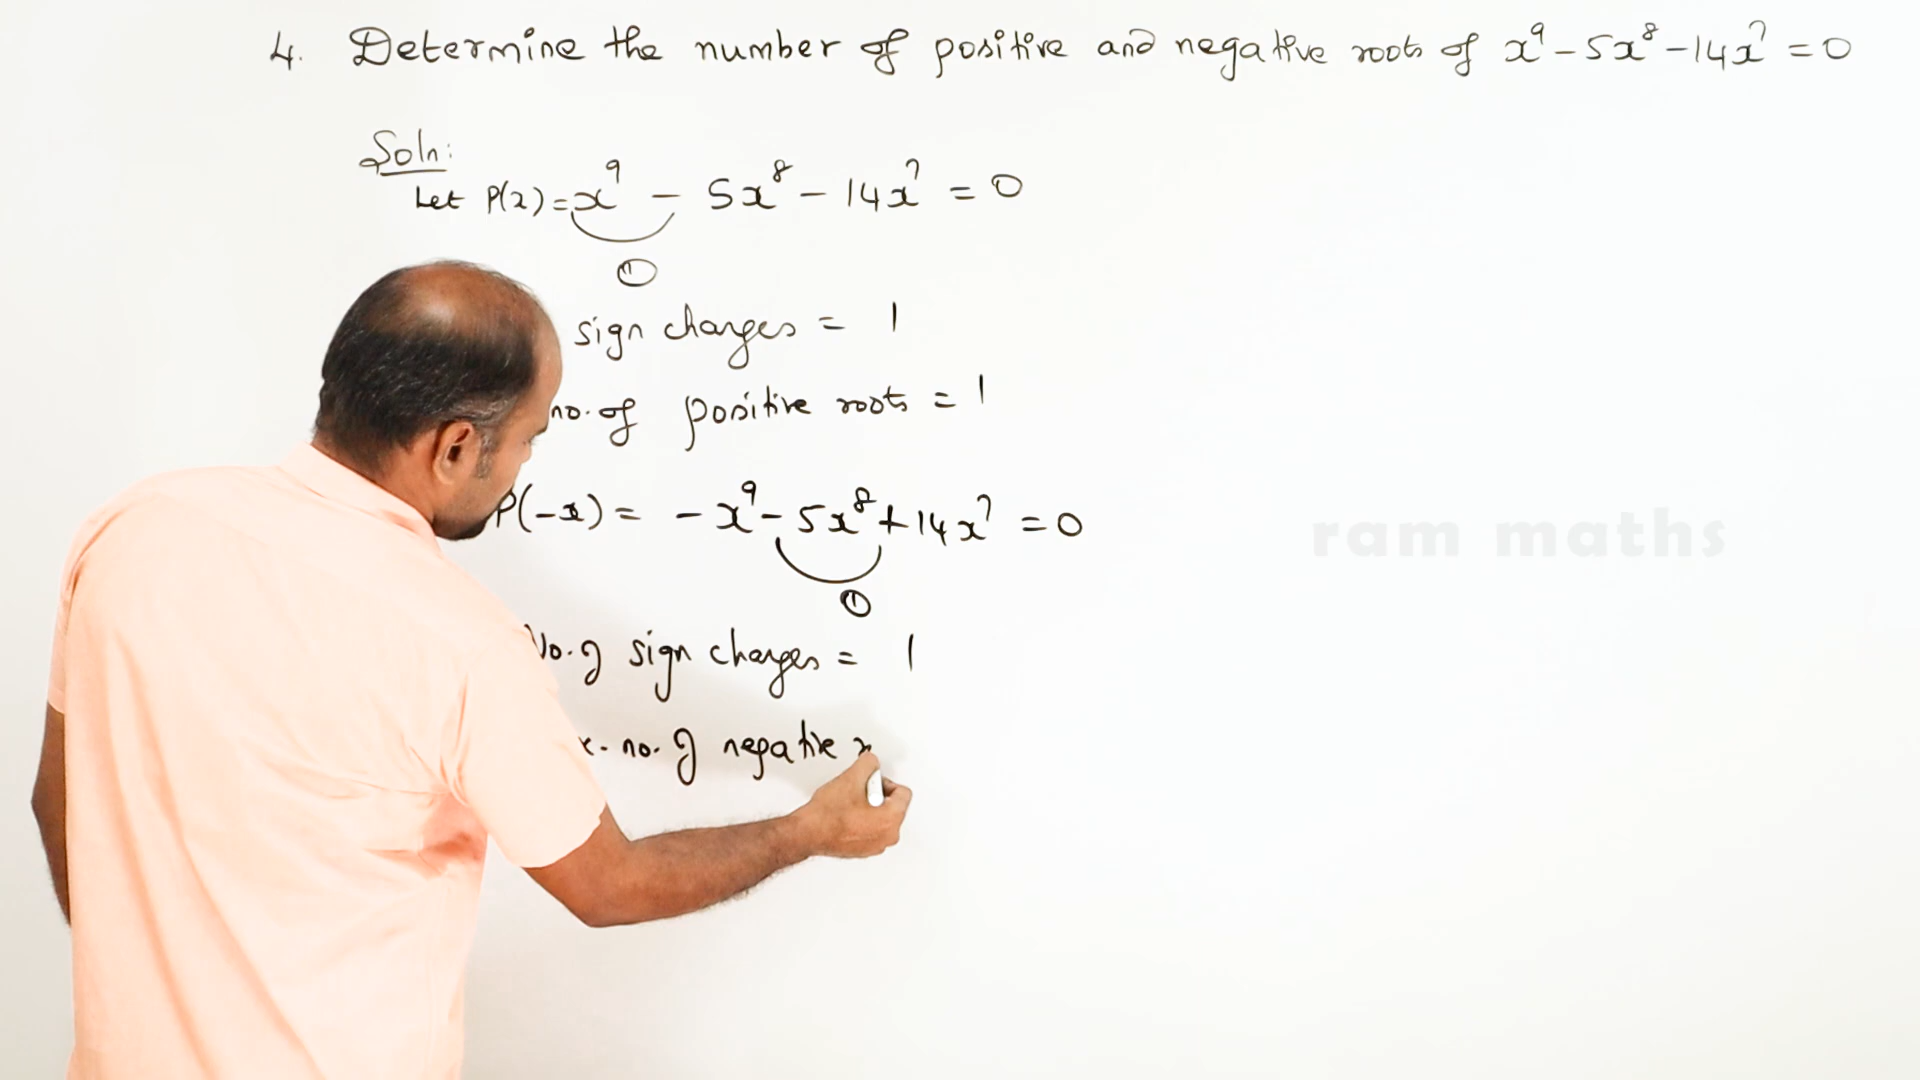 4. Determine the number of positive and negative roots of x⁹ - 5x⁸ - 14x⁷ = 0
Soln:
Let P(x) = x⁹ - 5x⁸ - 14x⁷ = 0
①
sign changes = 1
no. of positive roots = 1
P(-x) = -x⁹ - 5x⁸ + 14x⁷ = 0
①
ram maths
No. of sign changes = 1
no. of negative